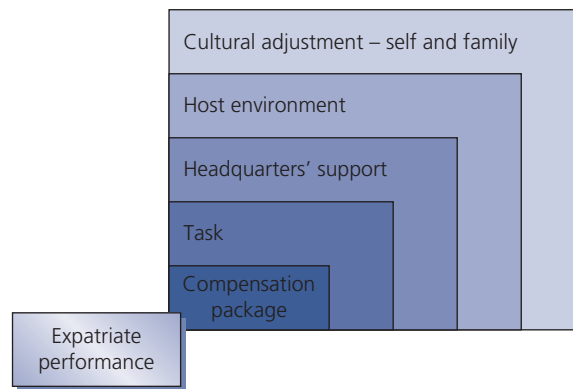 Cultural adjustment – self and family
Host environment
Headquarters’ support
Task
Compensation
package
Expatriate
performance